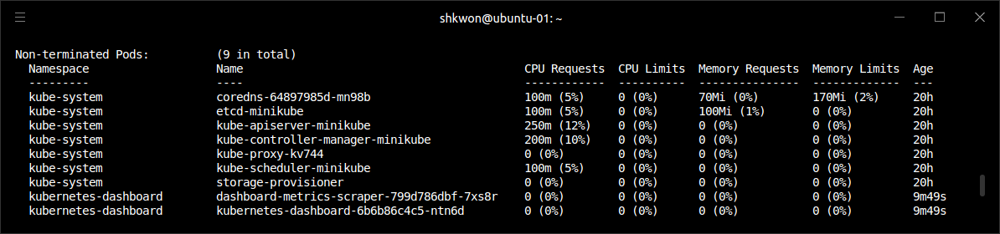 shkwon@ubuntu-01: ~
Non-terminated Pods:          (9 in total)
  Namespace                   Name                                          CPU Requests  CPU Limits  Memory Requests  Memory Limits  Age
  ---------                   ----                                          ------------  ----------  ---------------  -------------  ---
  kube-system                 coredns-64897985d-mn98b                       100m (5%)     0 (0%)      70Mi (0%)        170Mi (2%)     20h
  kube-system                 etcd-minikube                                 100m (5%)     0 (0%)      100Mi (1%)       0 (0%)         20h
  kube-system                 kube-apiserver-minikube                       250m (12%)    0 (0%)      0 (0%)           0 (0%)         20h
  kube-system                 kube-controller-manager-minikube              200m (10%)    0 (0%)      0 (0%)           0 (0%)         20h
  kube-system                 kube-proxy-kv744                              0 (0%)        0 (0%)      0 (0%)           0 (0%)         20h
  kube-system                 kube-scheduler-minikube                       100m (5%)     0 (0%)      0 (0%)           0 (0%)         20h
  kube-system                 storage-provisioner                           0 (0%)        0 (0%)      0 (0%)           0 (0%)         20h
  kubernetes-dashboard        dashboard-metrics-scraper-799d786dbf-7xs8r    0 (0%)        0 (0%)      0 (0%)           0 (0%)         9m49s
  kubernetes-dashboard        kubernetes-dashboard-6b6b86c4c5-ntn6d         0 (0%)        0 (0%)      0 (0%)           0 (0%)         9m49s